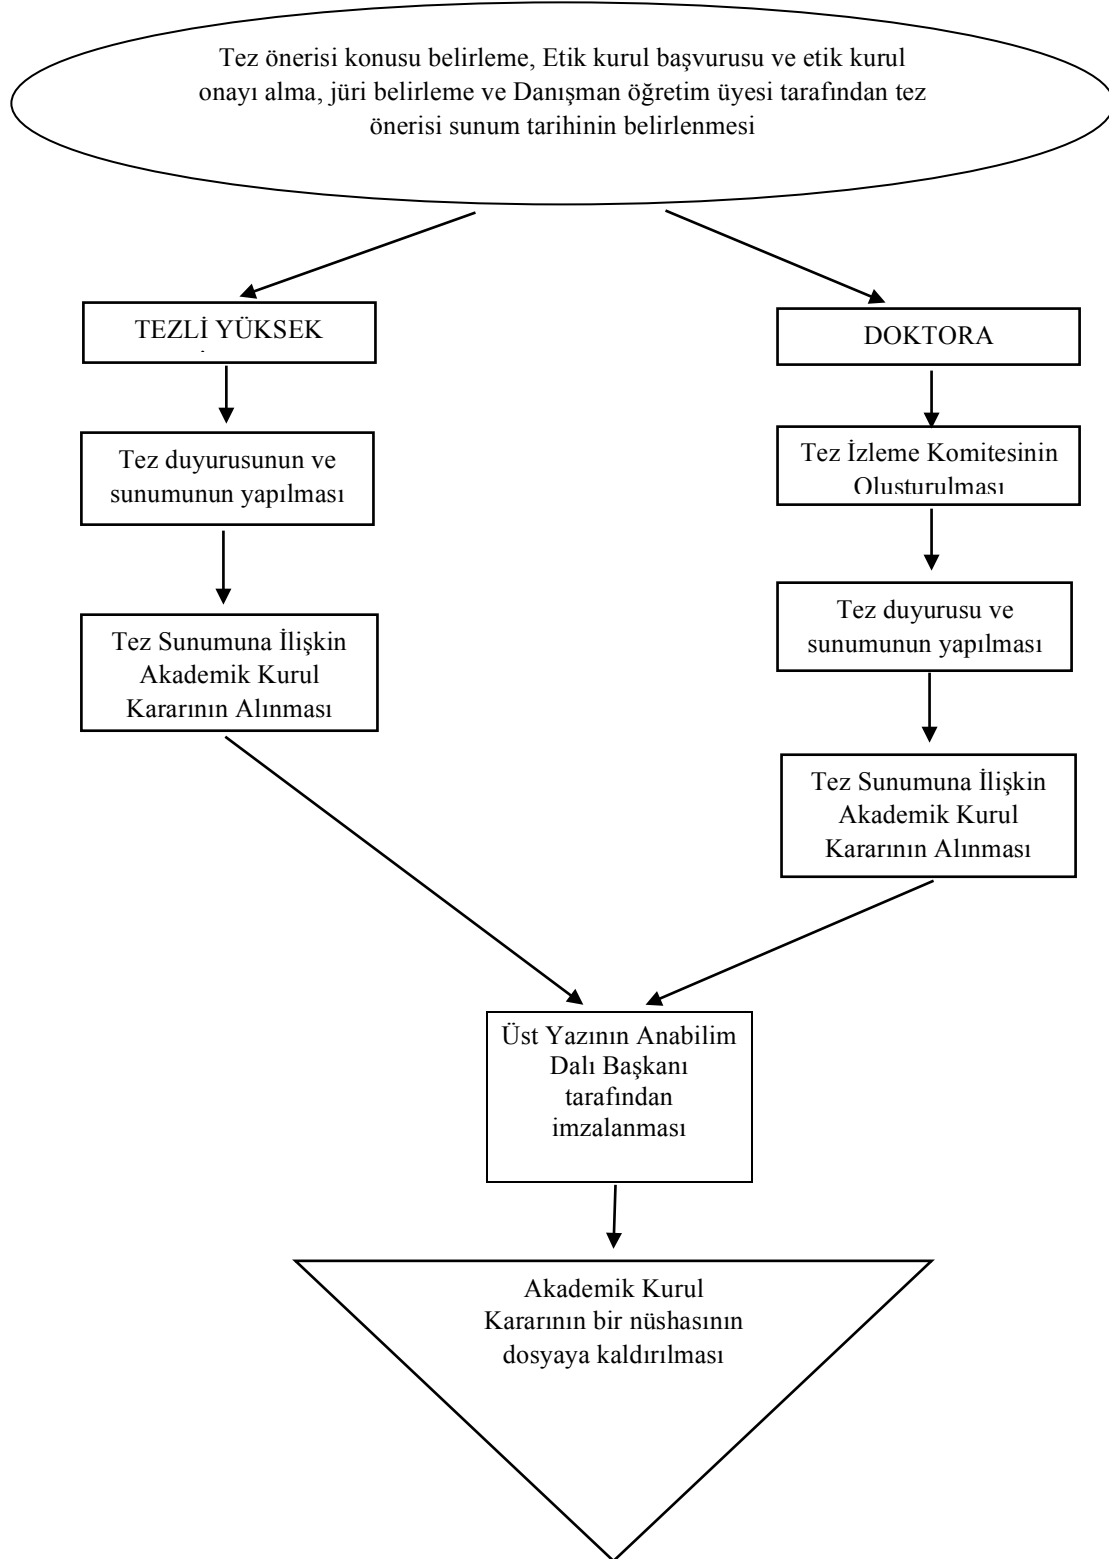 Tez önerisi konusu belirleme, Etik kurul başvurusu ve etik kurul
onayı alma, jüri belirleme ve Danışman öğretim üyesi tarafından tez
önerisi sunum tarihinin belirlenmesi
TEZLİ YÜKSEK
Tez duyurusunun ve
sunumunun yapılması
Tez Sunumuna İlişkin
Akademik Kurul
Kararının Alınması
DOKTORA
Tez İzleme Komitesinin
Oluşturulması
Tez duyurusu ve
sunumunun yapılması
Tez Sunumuna İlişkin
Akademik Kurul
Kararının Alınması
Üst Yazının Anabilim
Dalı Başkanı
tarafından
imzalanması
Akademik Kurul
Kararının bir nüshasının
dosyaya kaldırılması